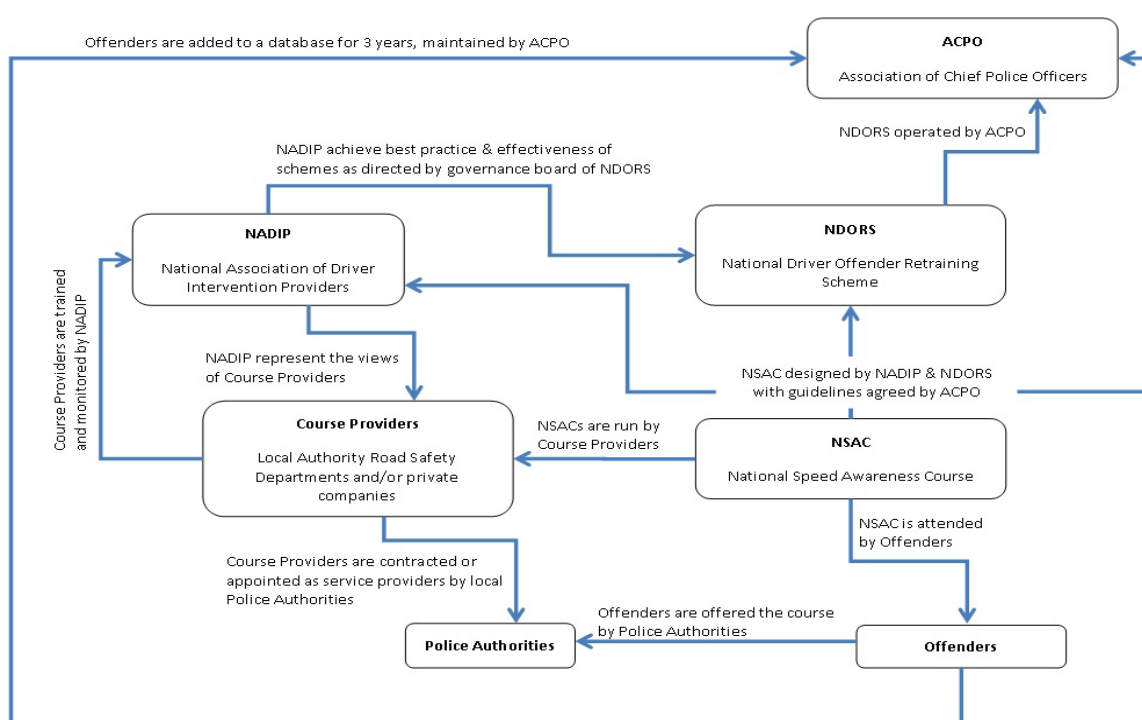 Offenders are added to a database for 3 years, maintained by ACPO
ACPO
Association of Chief Police Officers
NDORS operated by ACPO
NADIP achieve best practice & effectiveness of
schemes as directed by governance board of NDORS
NADIP
National Association of Driver
Intervention Providers
NDORS
National Driver Offender Retraining
Scheme
Course Providers are trained
and monitored by NADIP
NADIP represent the views
of Course Providers
NSAC designed by NADIP & NDORS
with guidelines agreed by ACPO
Course Providers
Local Authority Road Safety
Departments and/or private
companies
NSACs are run by
Course Providers
NSAC
National Speed Awareness Course
NSAC is attended
by Offenders
Course Providers are contracted or
appointed as service providers by local
Police Authorities
Offenders are offered the course
by Police Authorities
Police Authorities
Offenders